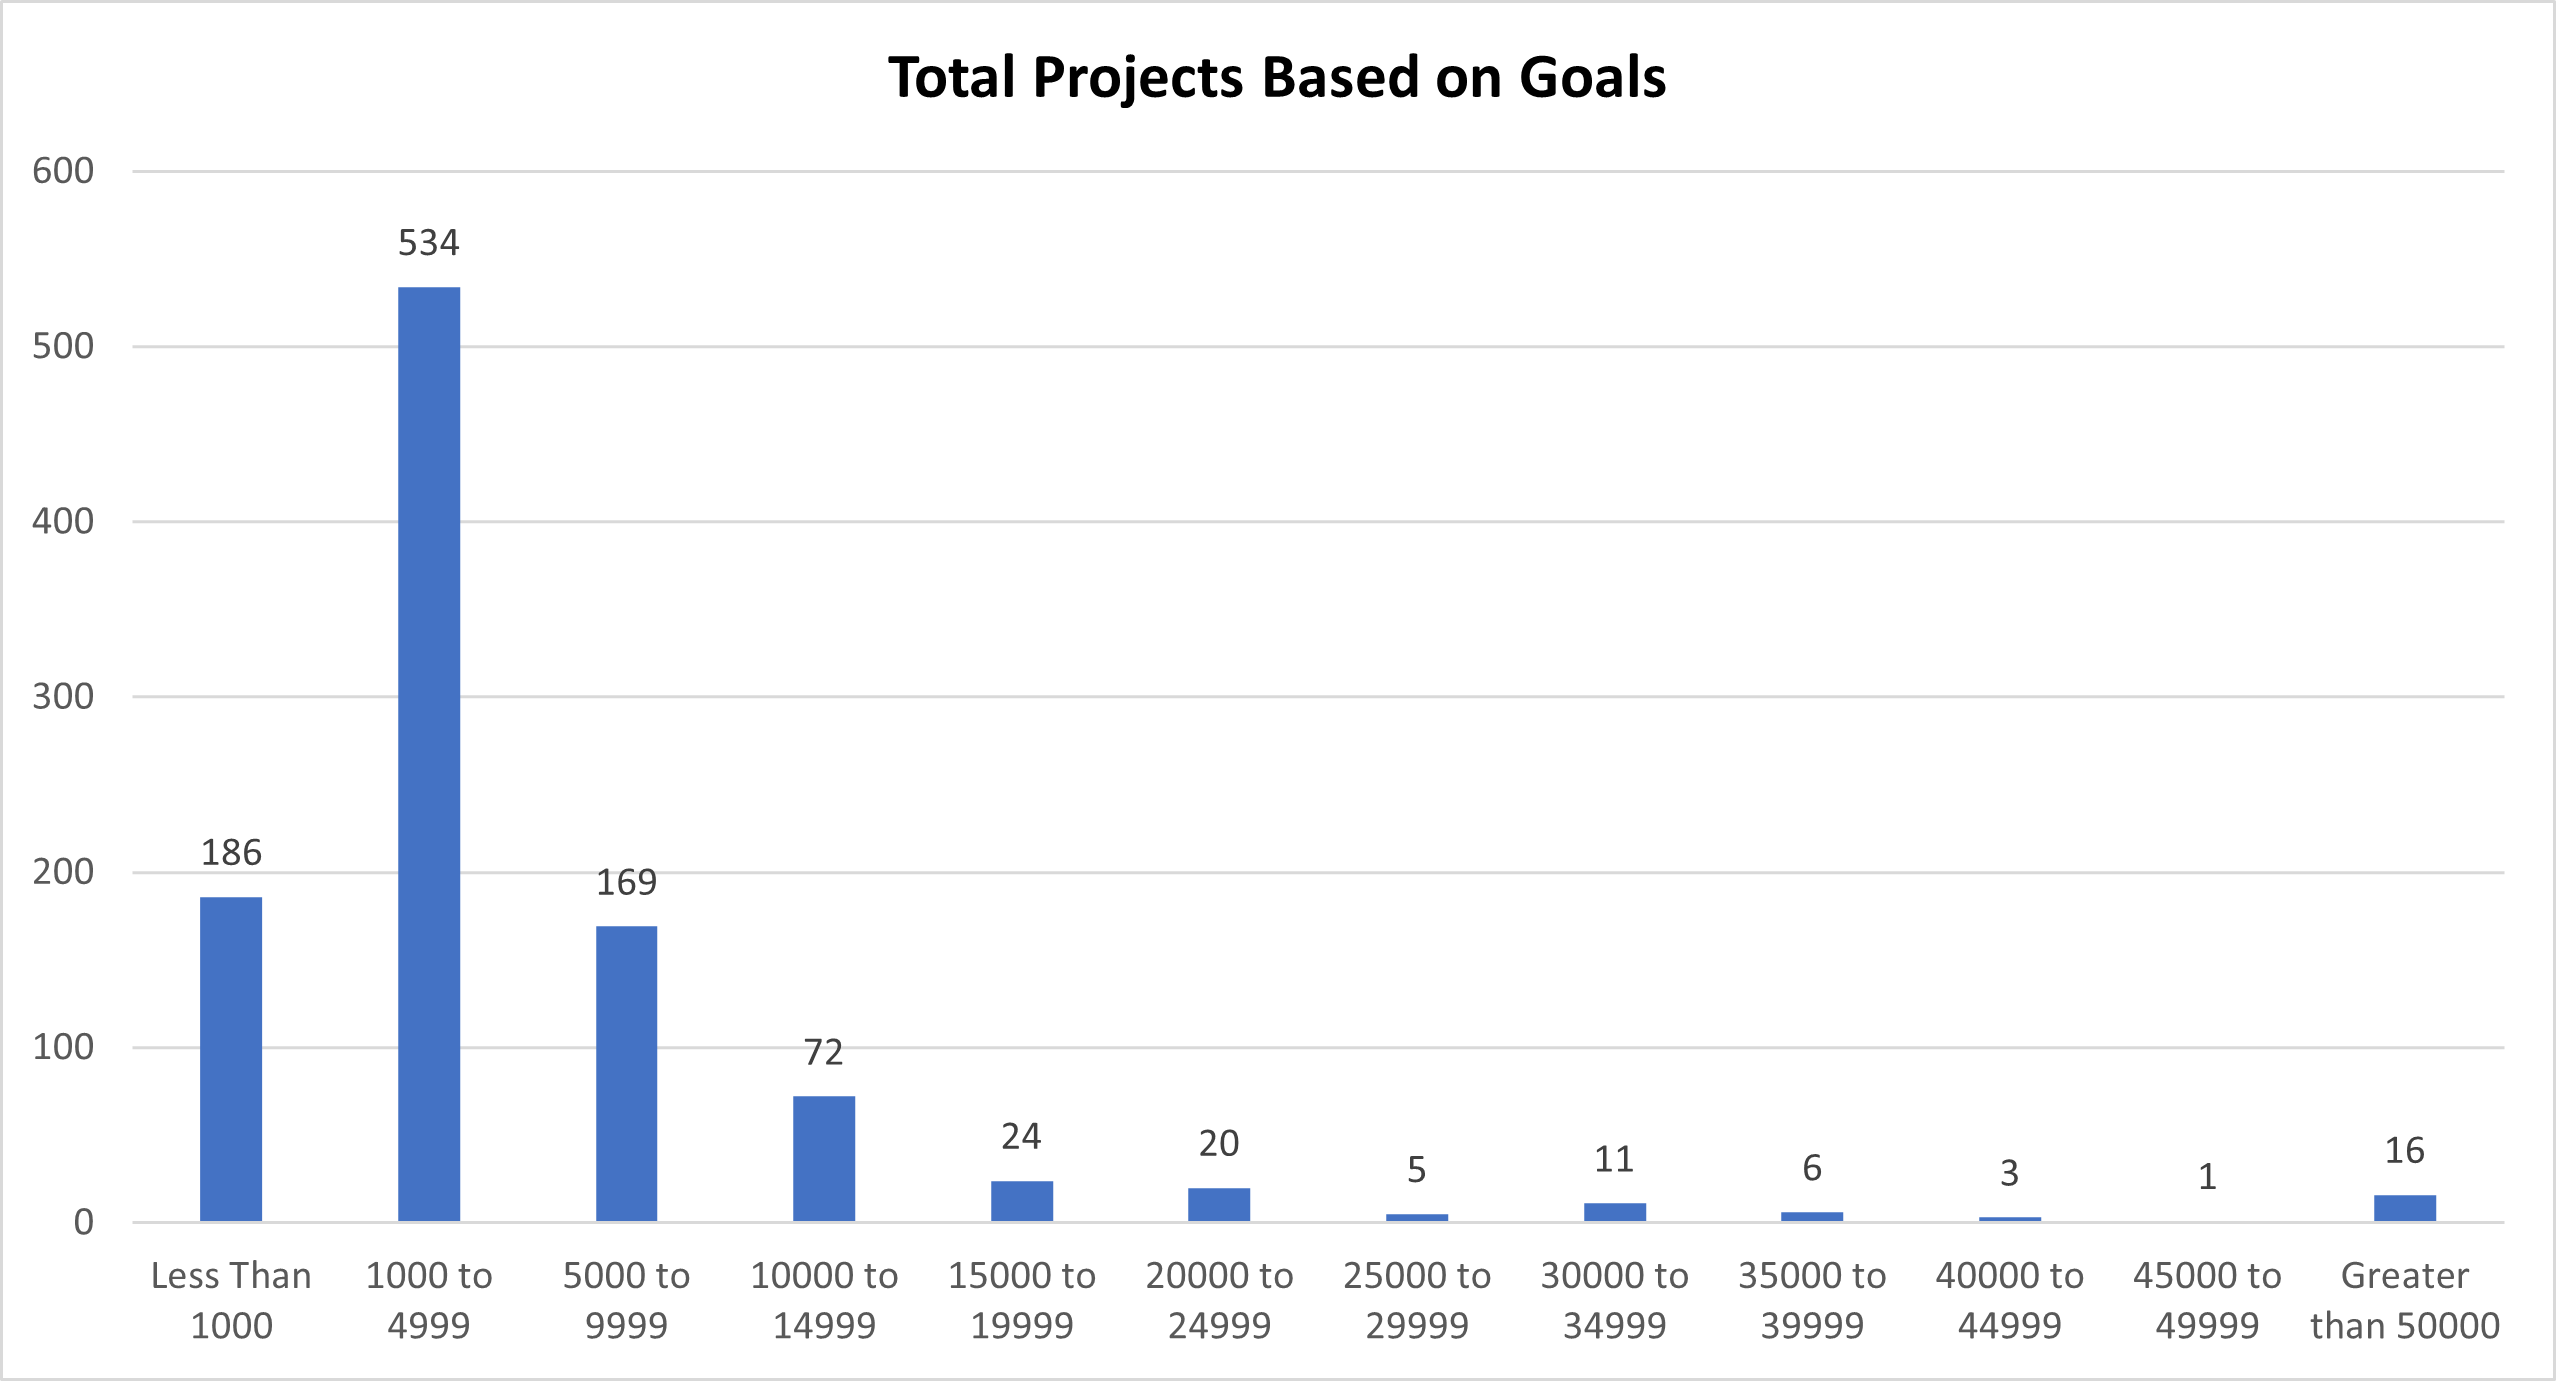 Total Projects Based on Goals
600
500
400
300
200
100
0
186
534
169
72
24
20
5
11
6
3
1
16
Less Than
1000
1000 to
4999
5000 to
9999
10000 to
14999
15000 to
19999
20000 to
24999
25000 to
29999
30000 to
34999
35000 to
39999
40000 to
44999
45000 to
49999
Greater
than 50000